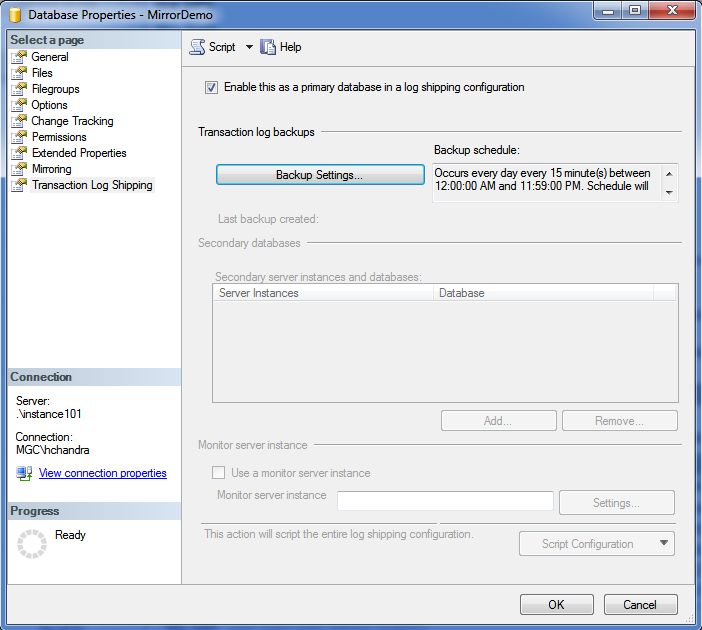 Database Properties - MirrorDemo
Select a page
General
Files
Filegroups
Options
Change Tracking
Permissions
Extended Properties
Mirroring
Transaction Log Shipping
Connection
Server:
.\instance101
Connection:
MGC\hchandra
View connection properties
Progress
Ready
Script
Help
Enable this as a primary database in a log shipping configuration
Transaction log backups
Backup schedule:
Backup Settings...
Occurs every day every 15 minute(s) between
12:00:00 AM and 11:59:00 PM. Schedule will
Last backup created:
Secondary databases
Secondary server instances and databases:
Server Instances Database
Add... Remove...
Monitor server instance
Use a monitor server instance
Monitor server instance
Settings...
This action will script the entire log shipping configuration.
Script Configuration
OK Cancel